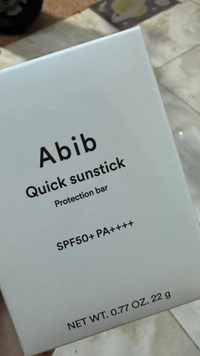 Abib
Quick sunstick
Protection bar
SPF50+ PA++++
NET WT. 0.77 OZ. 22 g